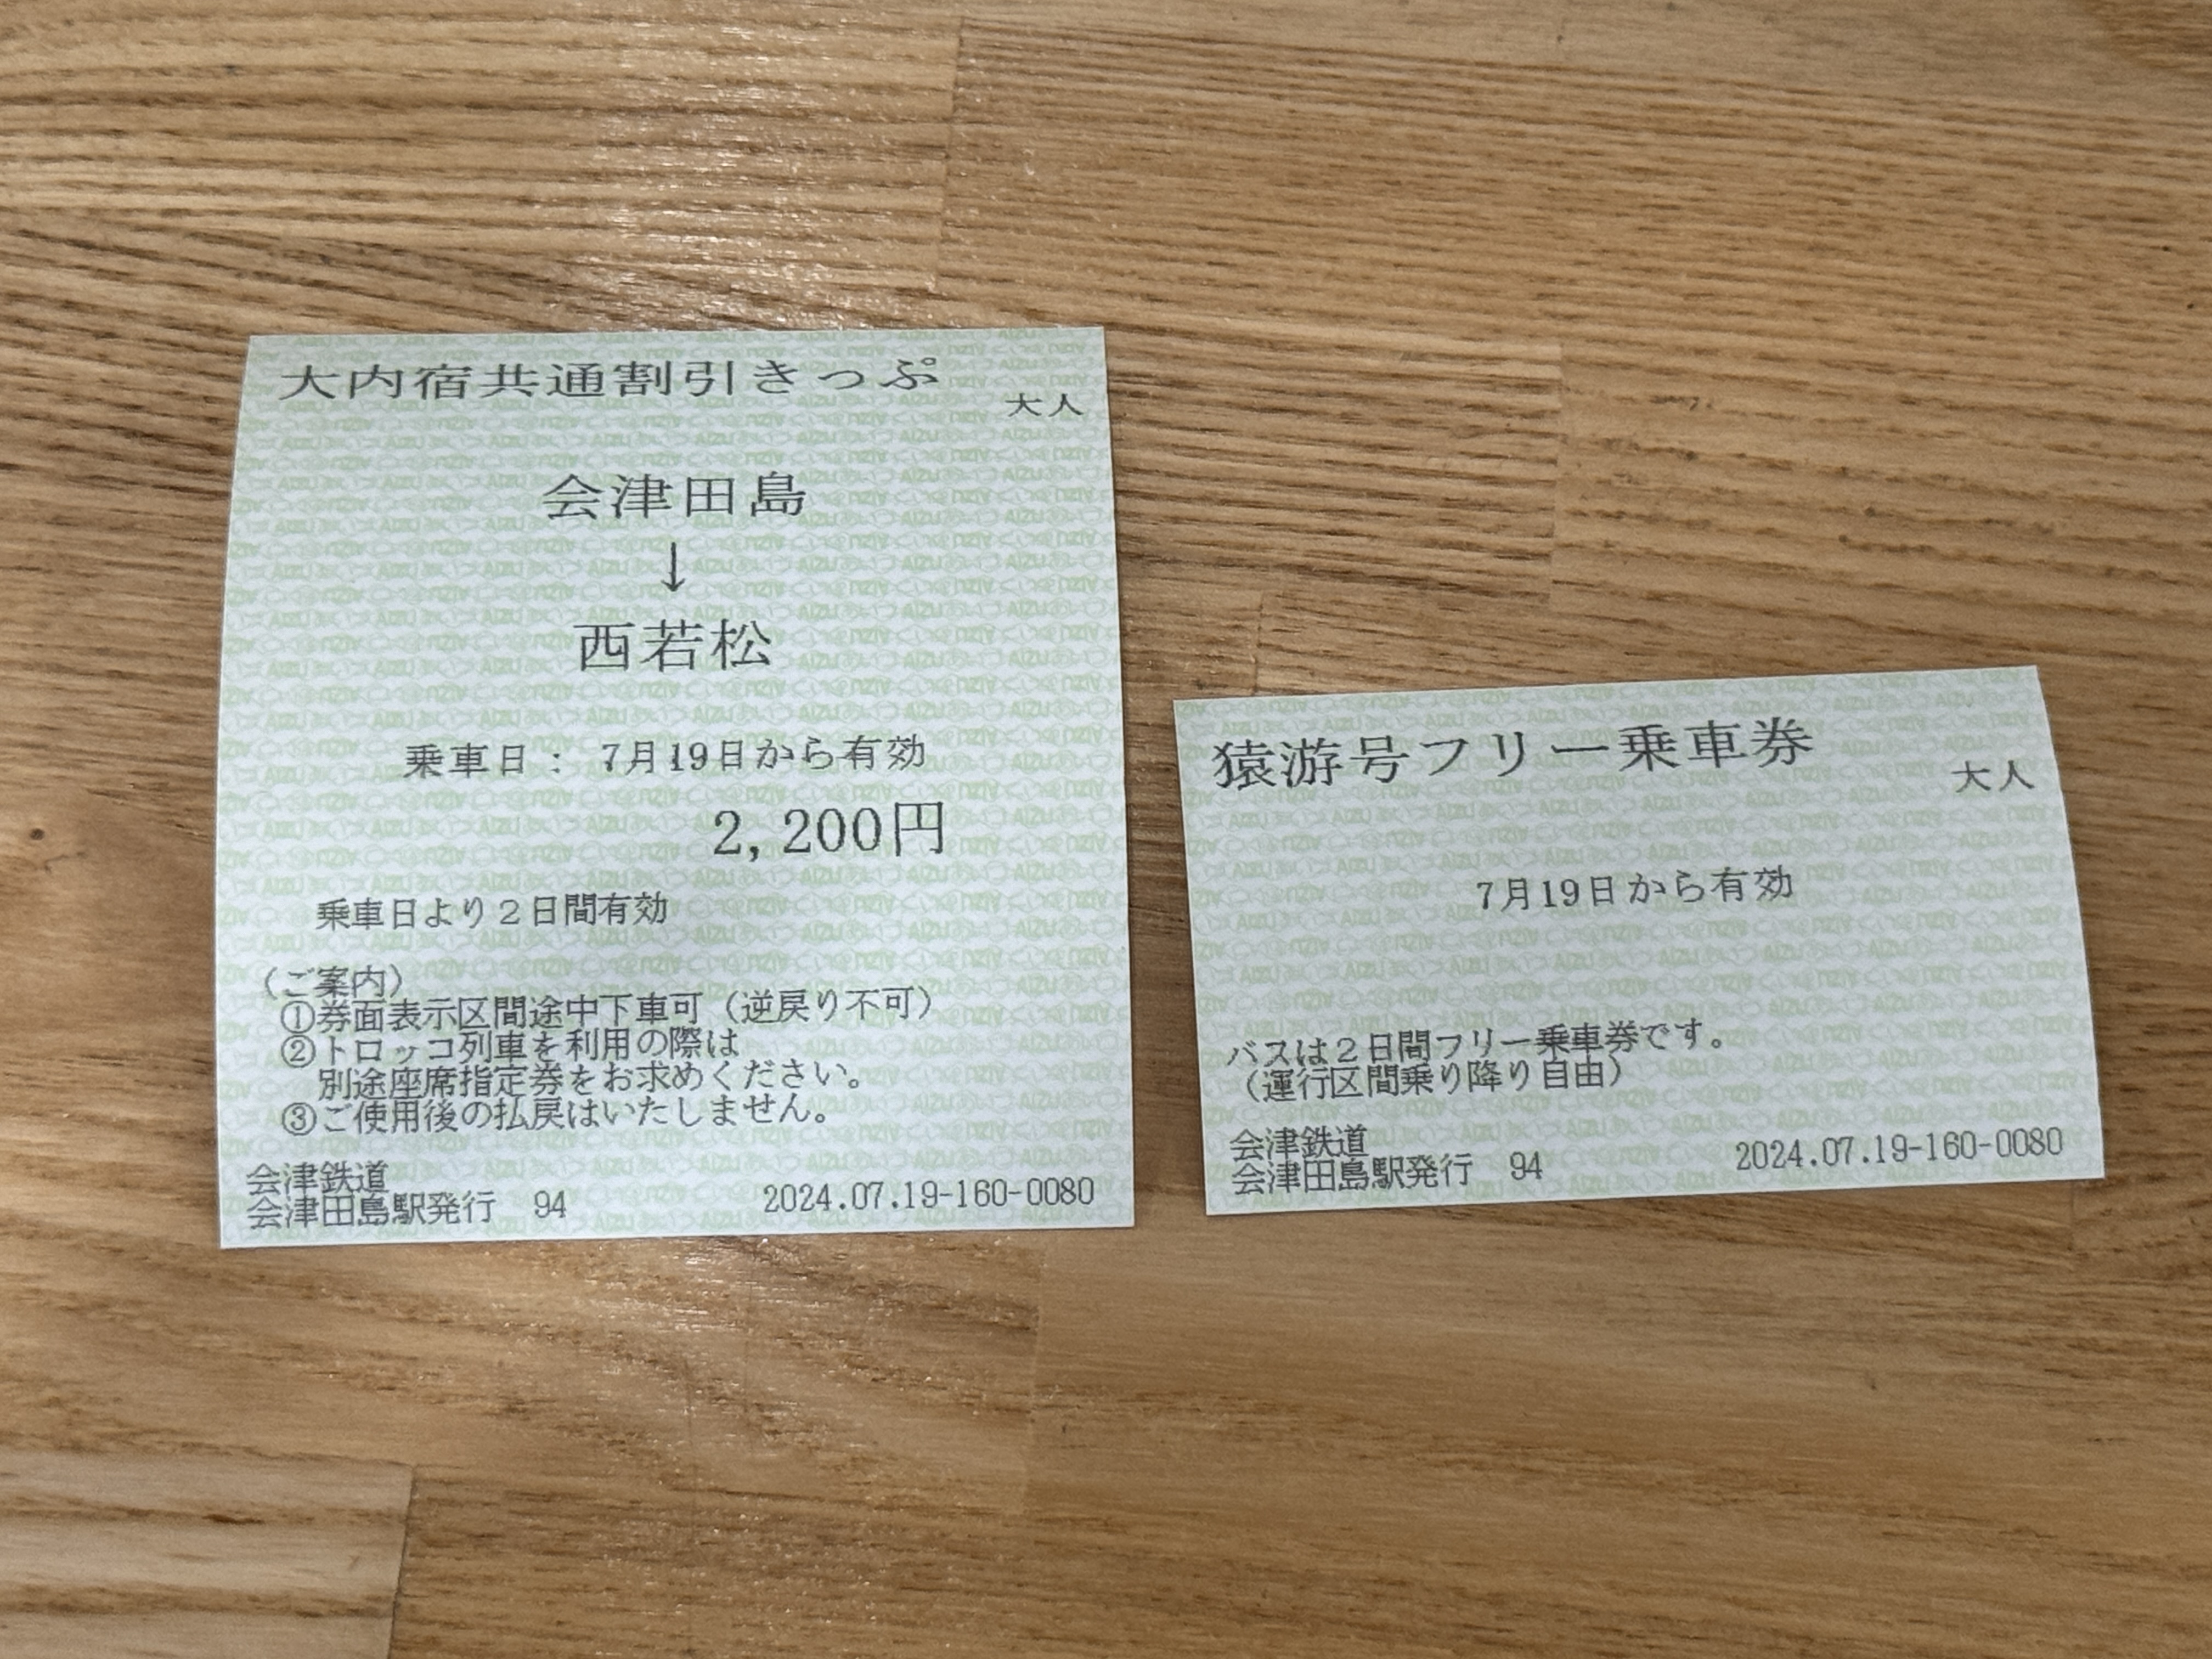 大内宿共通割引きっぷ
大人
会津田島
↓
西若松
乗車日： 7月19日から有効
2,200円
乗車日より2日間有効
(ご案内)
①券面表示区間途中下車可（逆戻り不可）
②トロッコ列車を利用の際は
別途座席指定券をお求めください。
③ご使用後の払戻はいたしません。
会津鉄道
会津田島駅発行 94 2024.07.19-160-0080
猿游号フリー乗車券
大人
7月19日から有効
バスは2日間フリー乗車券です。
（運行区間乗り降り自由）
会津鉄道
会津田島駅発行 94 2024.07.19-160-0080